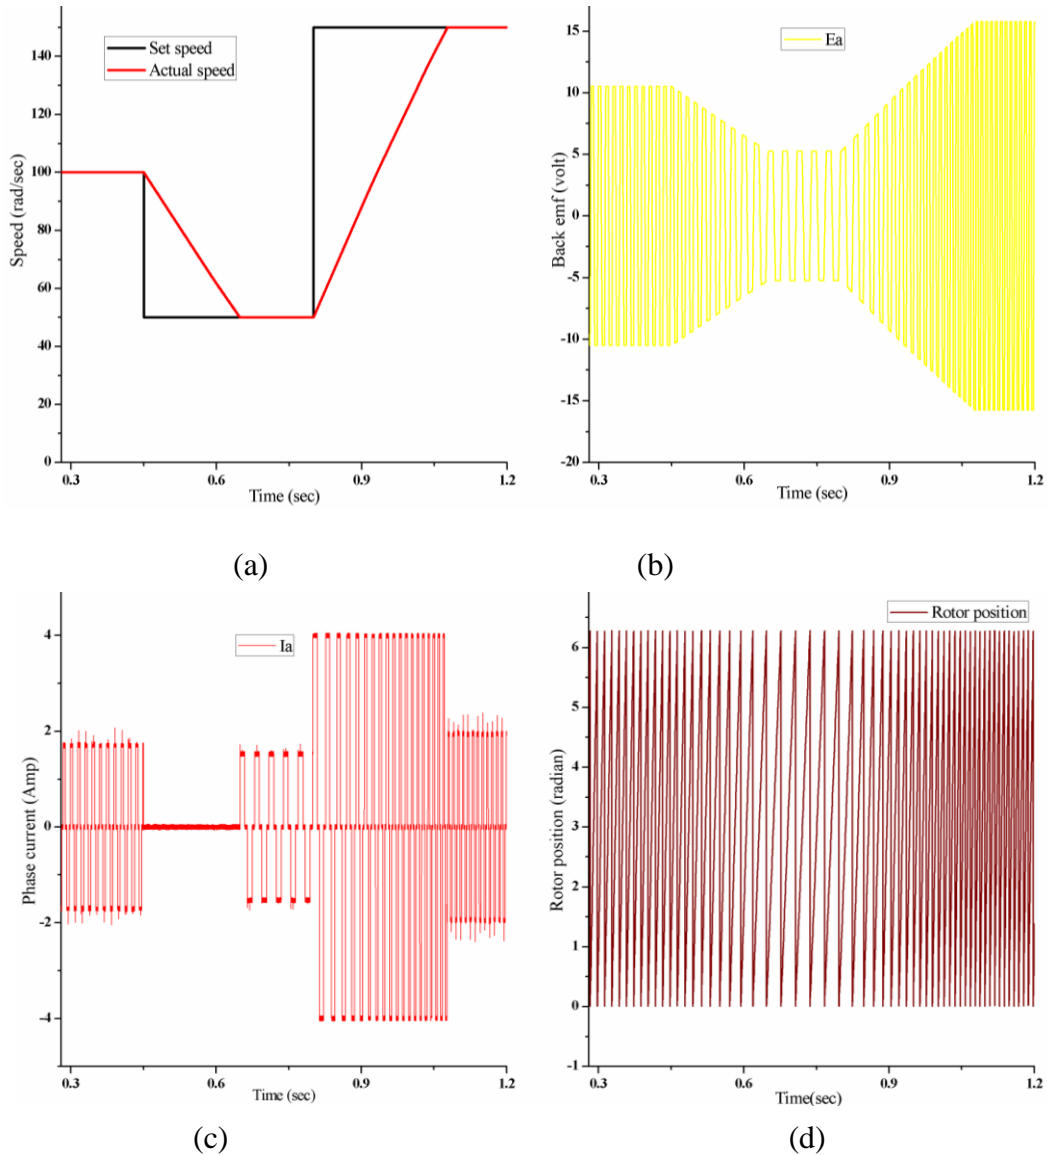 Set speed
Actual speed
Speed (rad/sec)
140
120
100
80
60
40
20
0
0.3 0.6 0.9 1.2
Time (sec)
(a)
Ea
Back emf (volt)
15
10
5
0
-5
-10
-15
-20
0.3 0.6 0.9 1.2
Time (sec)
(b)
Ia
Phase current (Amp)
4
2
0
-2
-4
0.3 0.6 0.9 1.2
Time (sec)
(c)
Rotor position
Rotor position (radian)
6
5
4
3
2
1
0
-1
0.3 0.6 0.9 1.2
Time(sec)
(d)